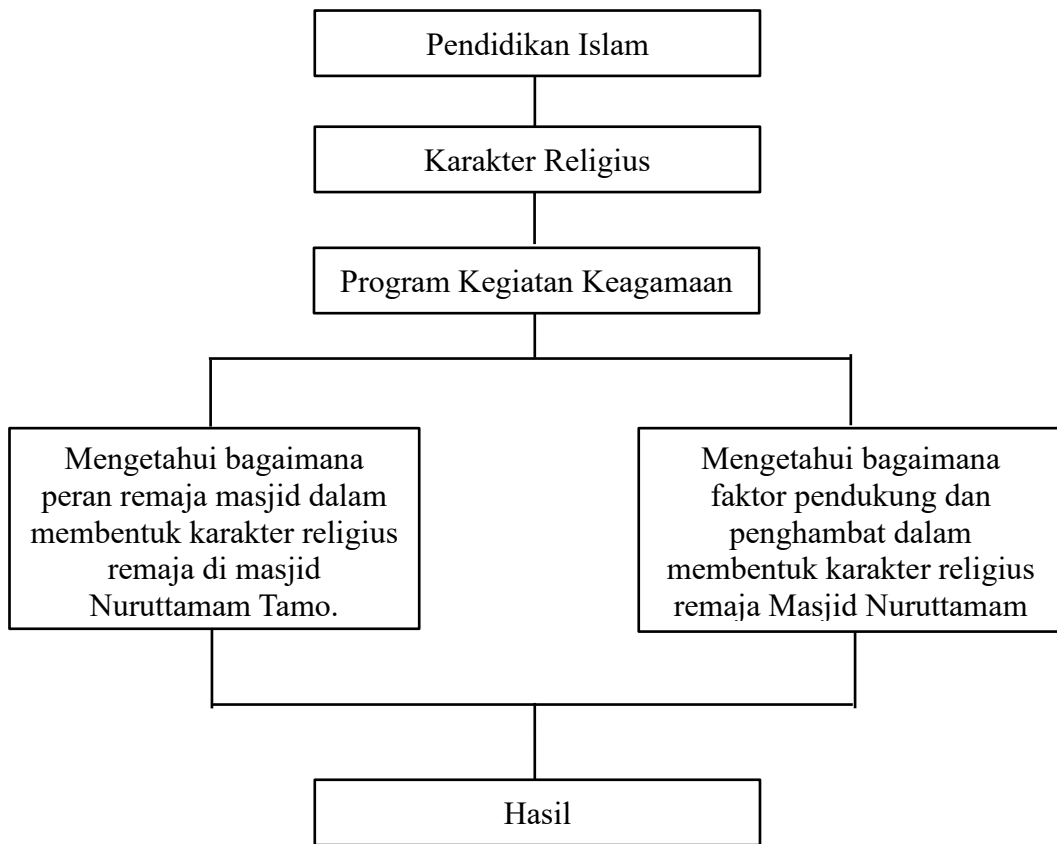 Pendidikan Islam
Karakter Religius
Program Kegiatan Keagamaan
Mengetahui bagaimana
peran remaja masjid dalam
membentuk karakter religius
remaja di masjid
Nuruttamam Tamo.
Mengetahui bagaimana
faktor pendukung dan
penghambat dalam
membentuk karakter religius
remaja Masjid Nuruttamam
Hasil